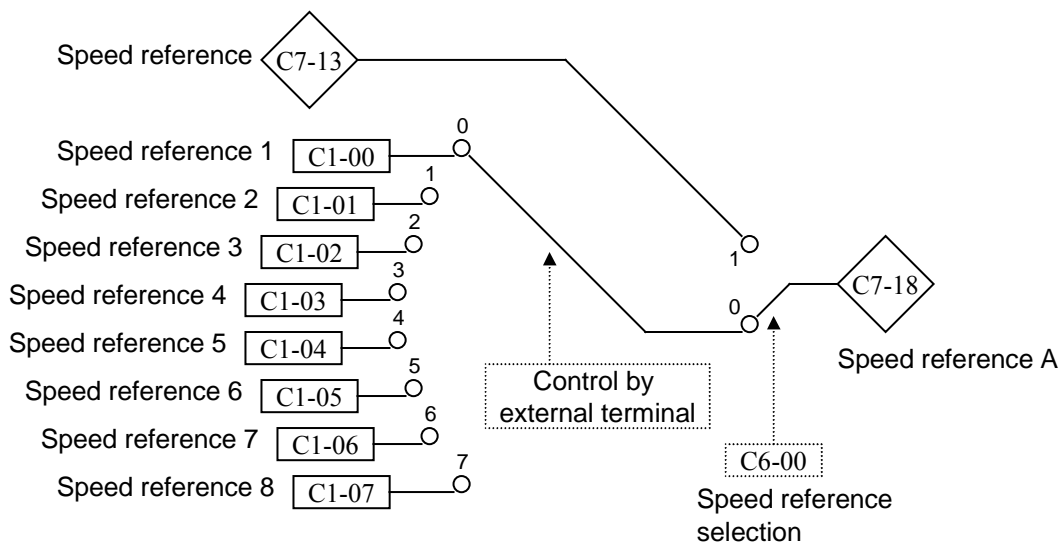 Speed reference C7-13
0
Speed reference 1 C1-00
1
Speed reference 2 C1-01
2
Speed reference 3 C1-02
1
3
Speed reference 4 C1-03
C7-18
0
4
Speed reference 5 C1-04
Speed reference A
5
Speed reference 6 C1-05
Control by
external terminal
6
Speed reference 7 C1-06
C6-00
7
Speed reference 8 C1-07
Speed reference
selection